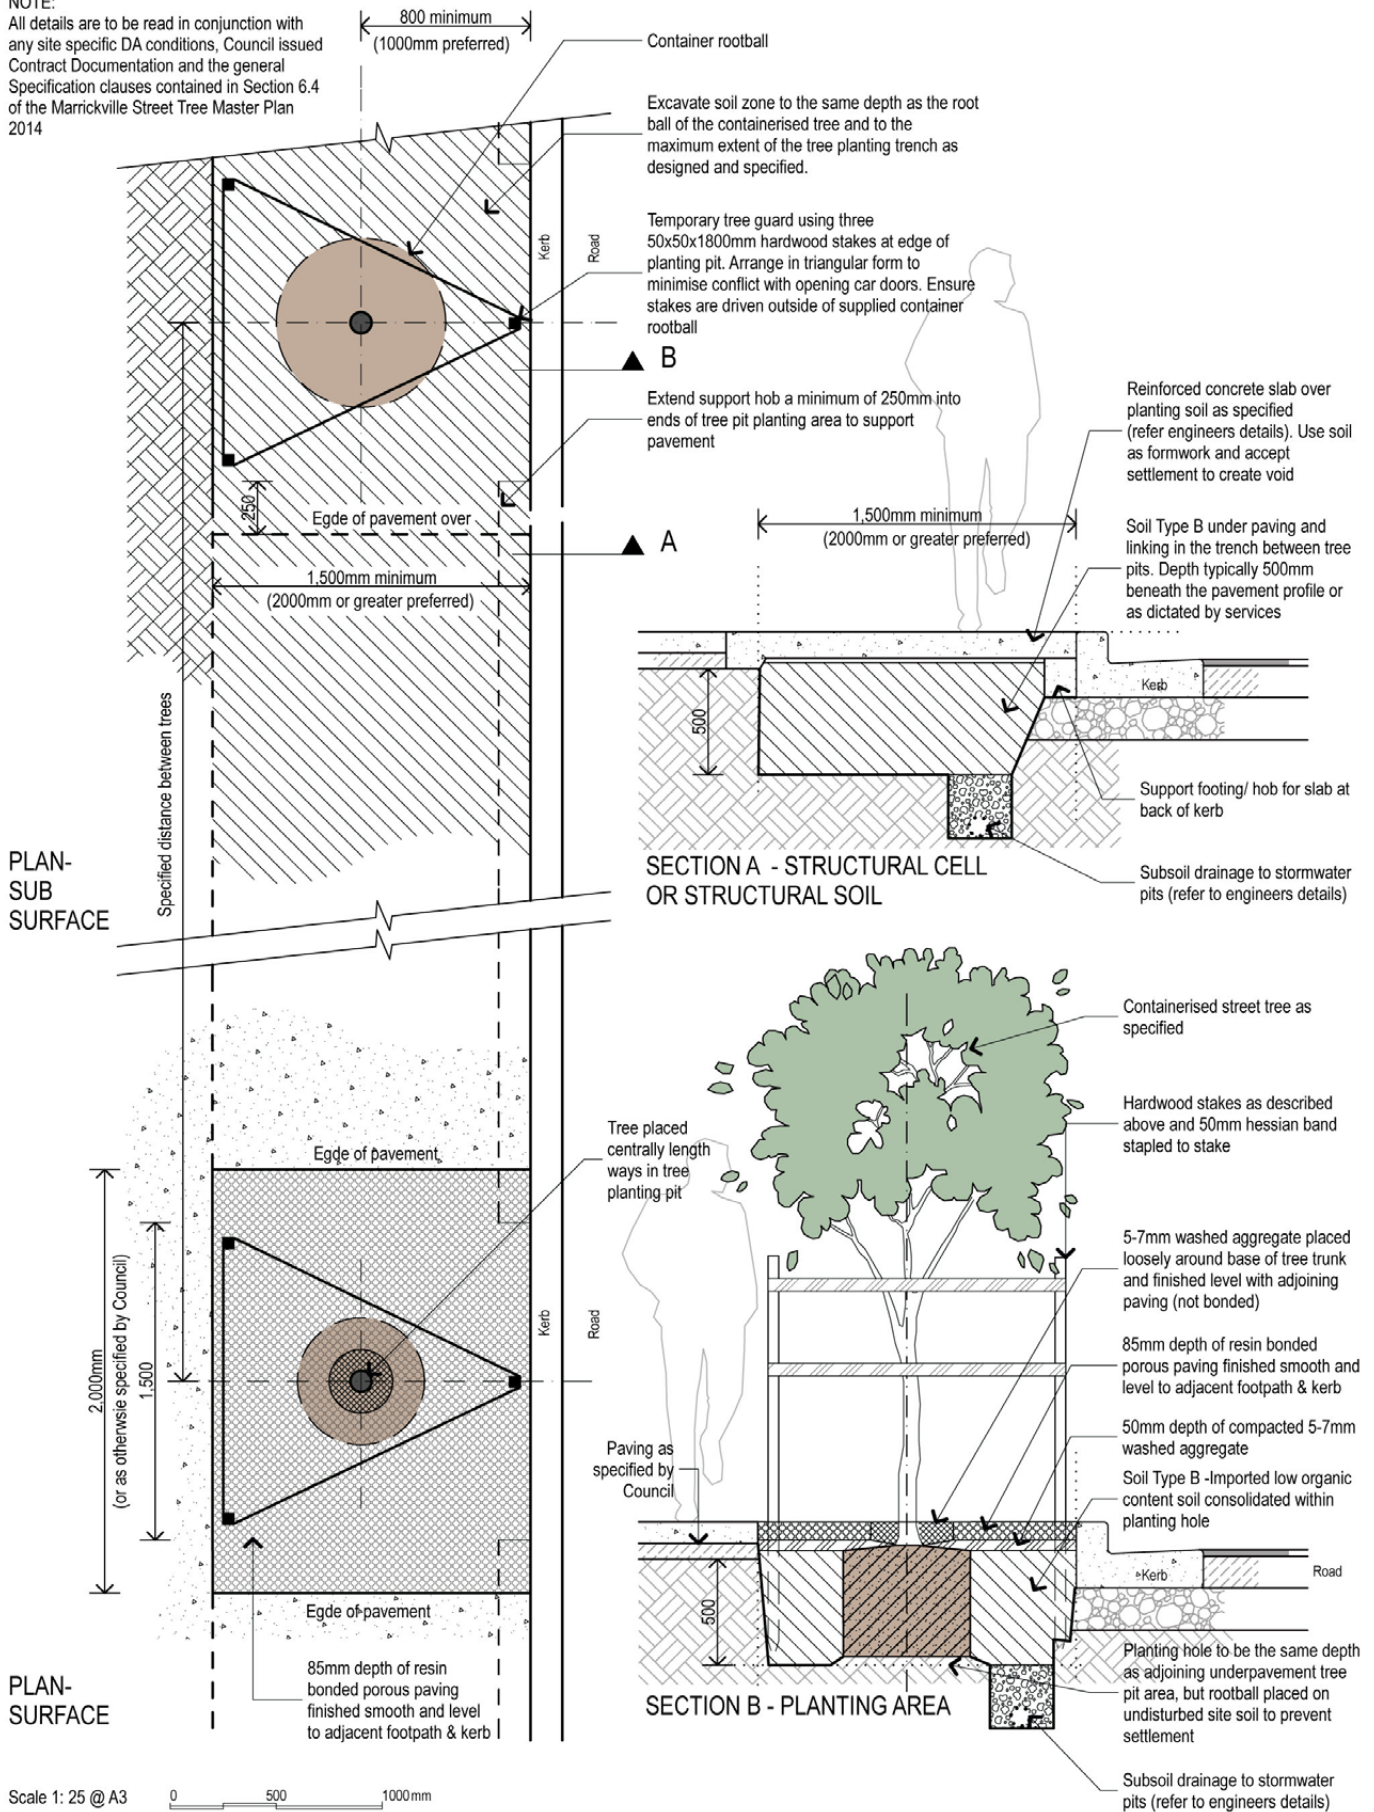 NOTE:
All details are to be read in conjunction with
any site specific DA conditions, Council issued
Contract Documentation and the general
Specification clauses contained in Section 6.4
of the Marrickville Street Tree Master Plan
2014
800 minimum
(1000mm preferred)
Container rootball
Excavate soil zone to the same depth as the root
ball of the containerised tree and to the
maximum extent of the tree planting trench as
designed and specified.
Temporary tree guard using three
50x50x1800mm hardwood stakes at edge of
planting pit. Arrange in triangular form to
minimise conflict with opening car doors. Ensure
stakes are driven outside of supplied container
rootball
Kerb
Road
B
Extend support hob a minimum of 250mm into
ends of tree pit planting area to support
pavement
250
Egde of pavement over
A
1,500mm minimum
(2000mm or greater preferred)
Specified distance between trees
PLAN-
SUB
SURFACE
1,500mm minimum
(2000mm or greater preferred)
Reinforced concrete slab over
planting soil as specified
(refer engineers details). Use soil
as formwork and accept
settlement to create void
Soil Type B under paving and
linking in the trench between tree
pits. Depth typically 500mm
beneath the pavement profile or
as dictated by services
Kerb
500
Support footing/ hob for slab at
back of kerb
Subsoil drainage to stormwater
pits (refer to engineers details)
SECTION A - STRUCTURAL CELL
OR STRUCTURAL SOIL
Egde of pavement
Tree placed
centrally length
ways in tree
planting pit
2,000mm
(or as otherwsie specified by Council)
1,500
Kerb
Road
Egde of pavement
85mm depth of resin
bonded porous paving
finished smooth and level
to adjacent footpath & kerb
PLAN-
SURFACE
Containerised street tree as
specified
Hardwood stakes as described
above and 50mm hessian band
stapled to stake
5-7mm washed aggregate placed
loosely around base of tree trunk
and finished level with adjoining
paving (not bonded)
85mm depth of resin bonded
porous paving finished smooth and
level to adjacent footpath & kerb
50mm depth of compacted 5-7mm
washed aggregate
Soil Type B -Imported low organic
content soil consolidated within
planting hole
Paving as
specified by
Council
500
Kerb
Road
Planting hole to be the same depth
as adjoining underpavement tree
pit area, but rootball placed on
undisturbed site soil to prevent
settlement
Subsoil drainage to stormwater
pits (refer to engineers details)
SECTION B - PLANTING AREA
Scale 1: 25 @ A3
0 500 1000mm